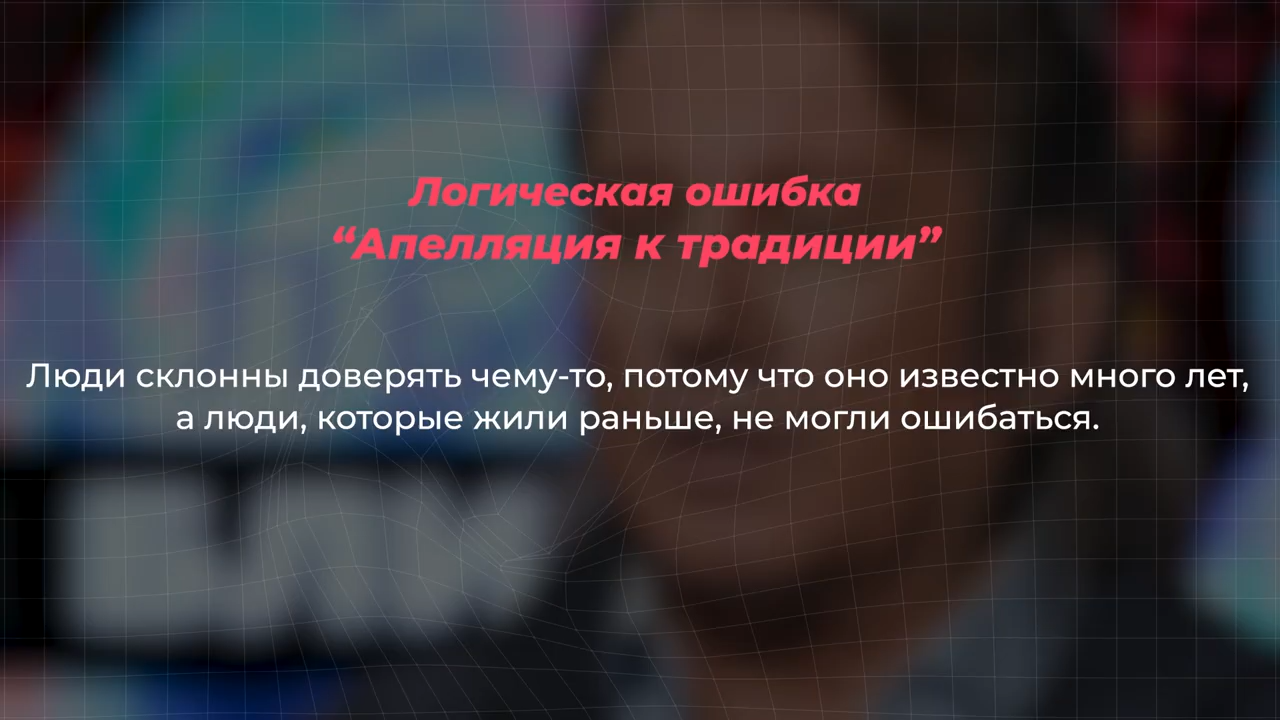 Логическая ошибка
“Апелляция к традиции”
Люди склонны доверять чему-то, потому что оно известно много лет,
а люди, которые жили раньше, не могли ошибаться.